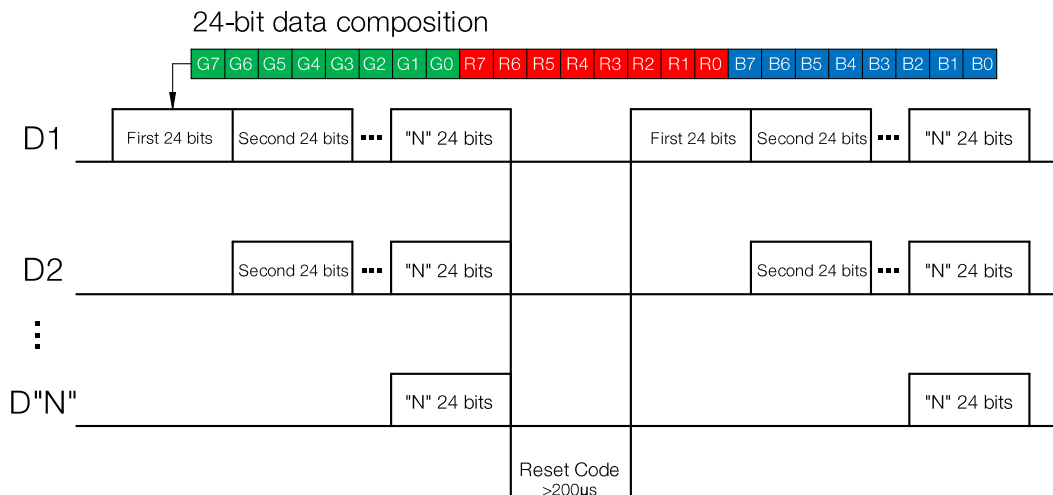 24-bit data composition
G7 G6 G5 G4 G3 G2 G1 G0 R7 R6 R5 R4 R3 R2 R1 R0 B7 B6 B5 B4 B3 B2 B1 B0
D1 First 24 bits Second 24 bits ... "N" 24 bits First 24 bits Second 24 bits ... "N" 24 bits
D2 Second 24 bits ... "N" 24 bits Second 24 bits ... "N" 24 bits
D"N" "N" 24 bits "N" 24 bits
Reset Code
>200µs